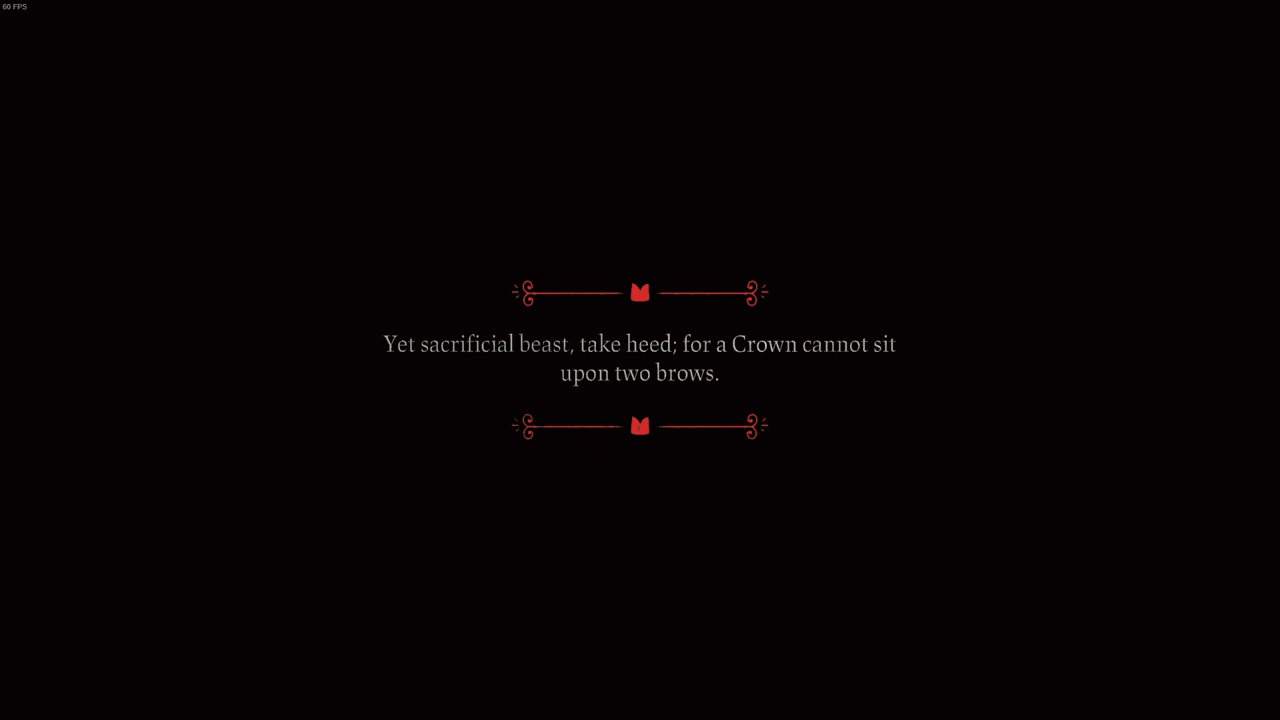 60 FPS
Yet sacrificial beast, take heed; for a Crown cannot sit
upon two brows.